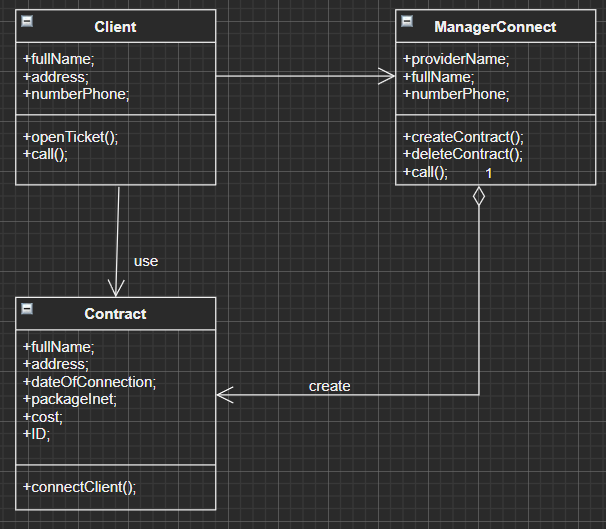 Client
+fullName;
+address;
+numberPhone;
+openTicket();
+call();
ManagerConnect
+providerName;
+fullName;
+numberPhone;
+createContract();
+deleteContract();
+call();
1
use
create
Contract
+fullName;
+address;
+dateOfConnection;
+packageInet;
+cost;
+ID;
+connectClient();